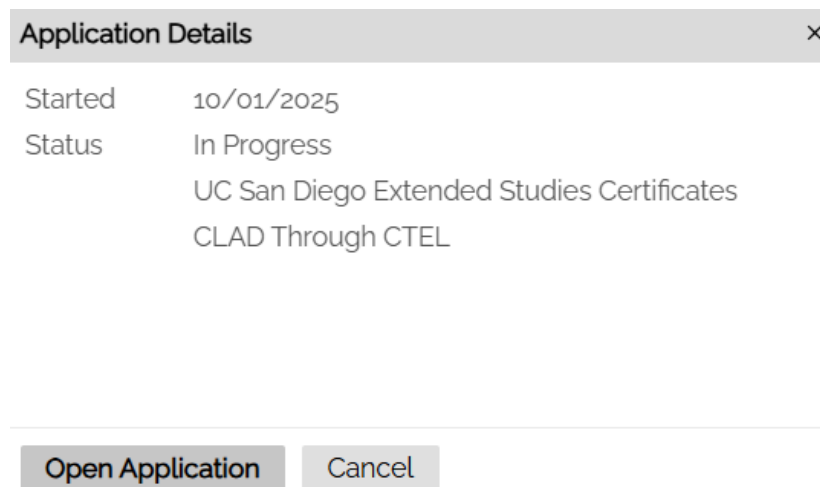 Application Details ×
Started 10/01/2025
Status In Progress
UC San Diego Extended Studies Certificates
CLAD Through CTEL
Open Application Cancel